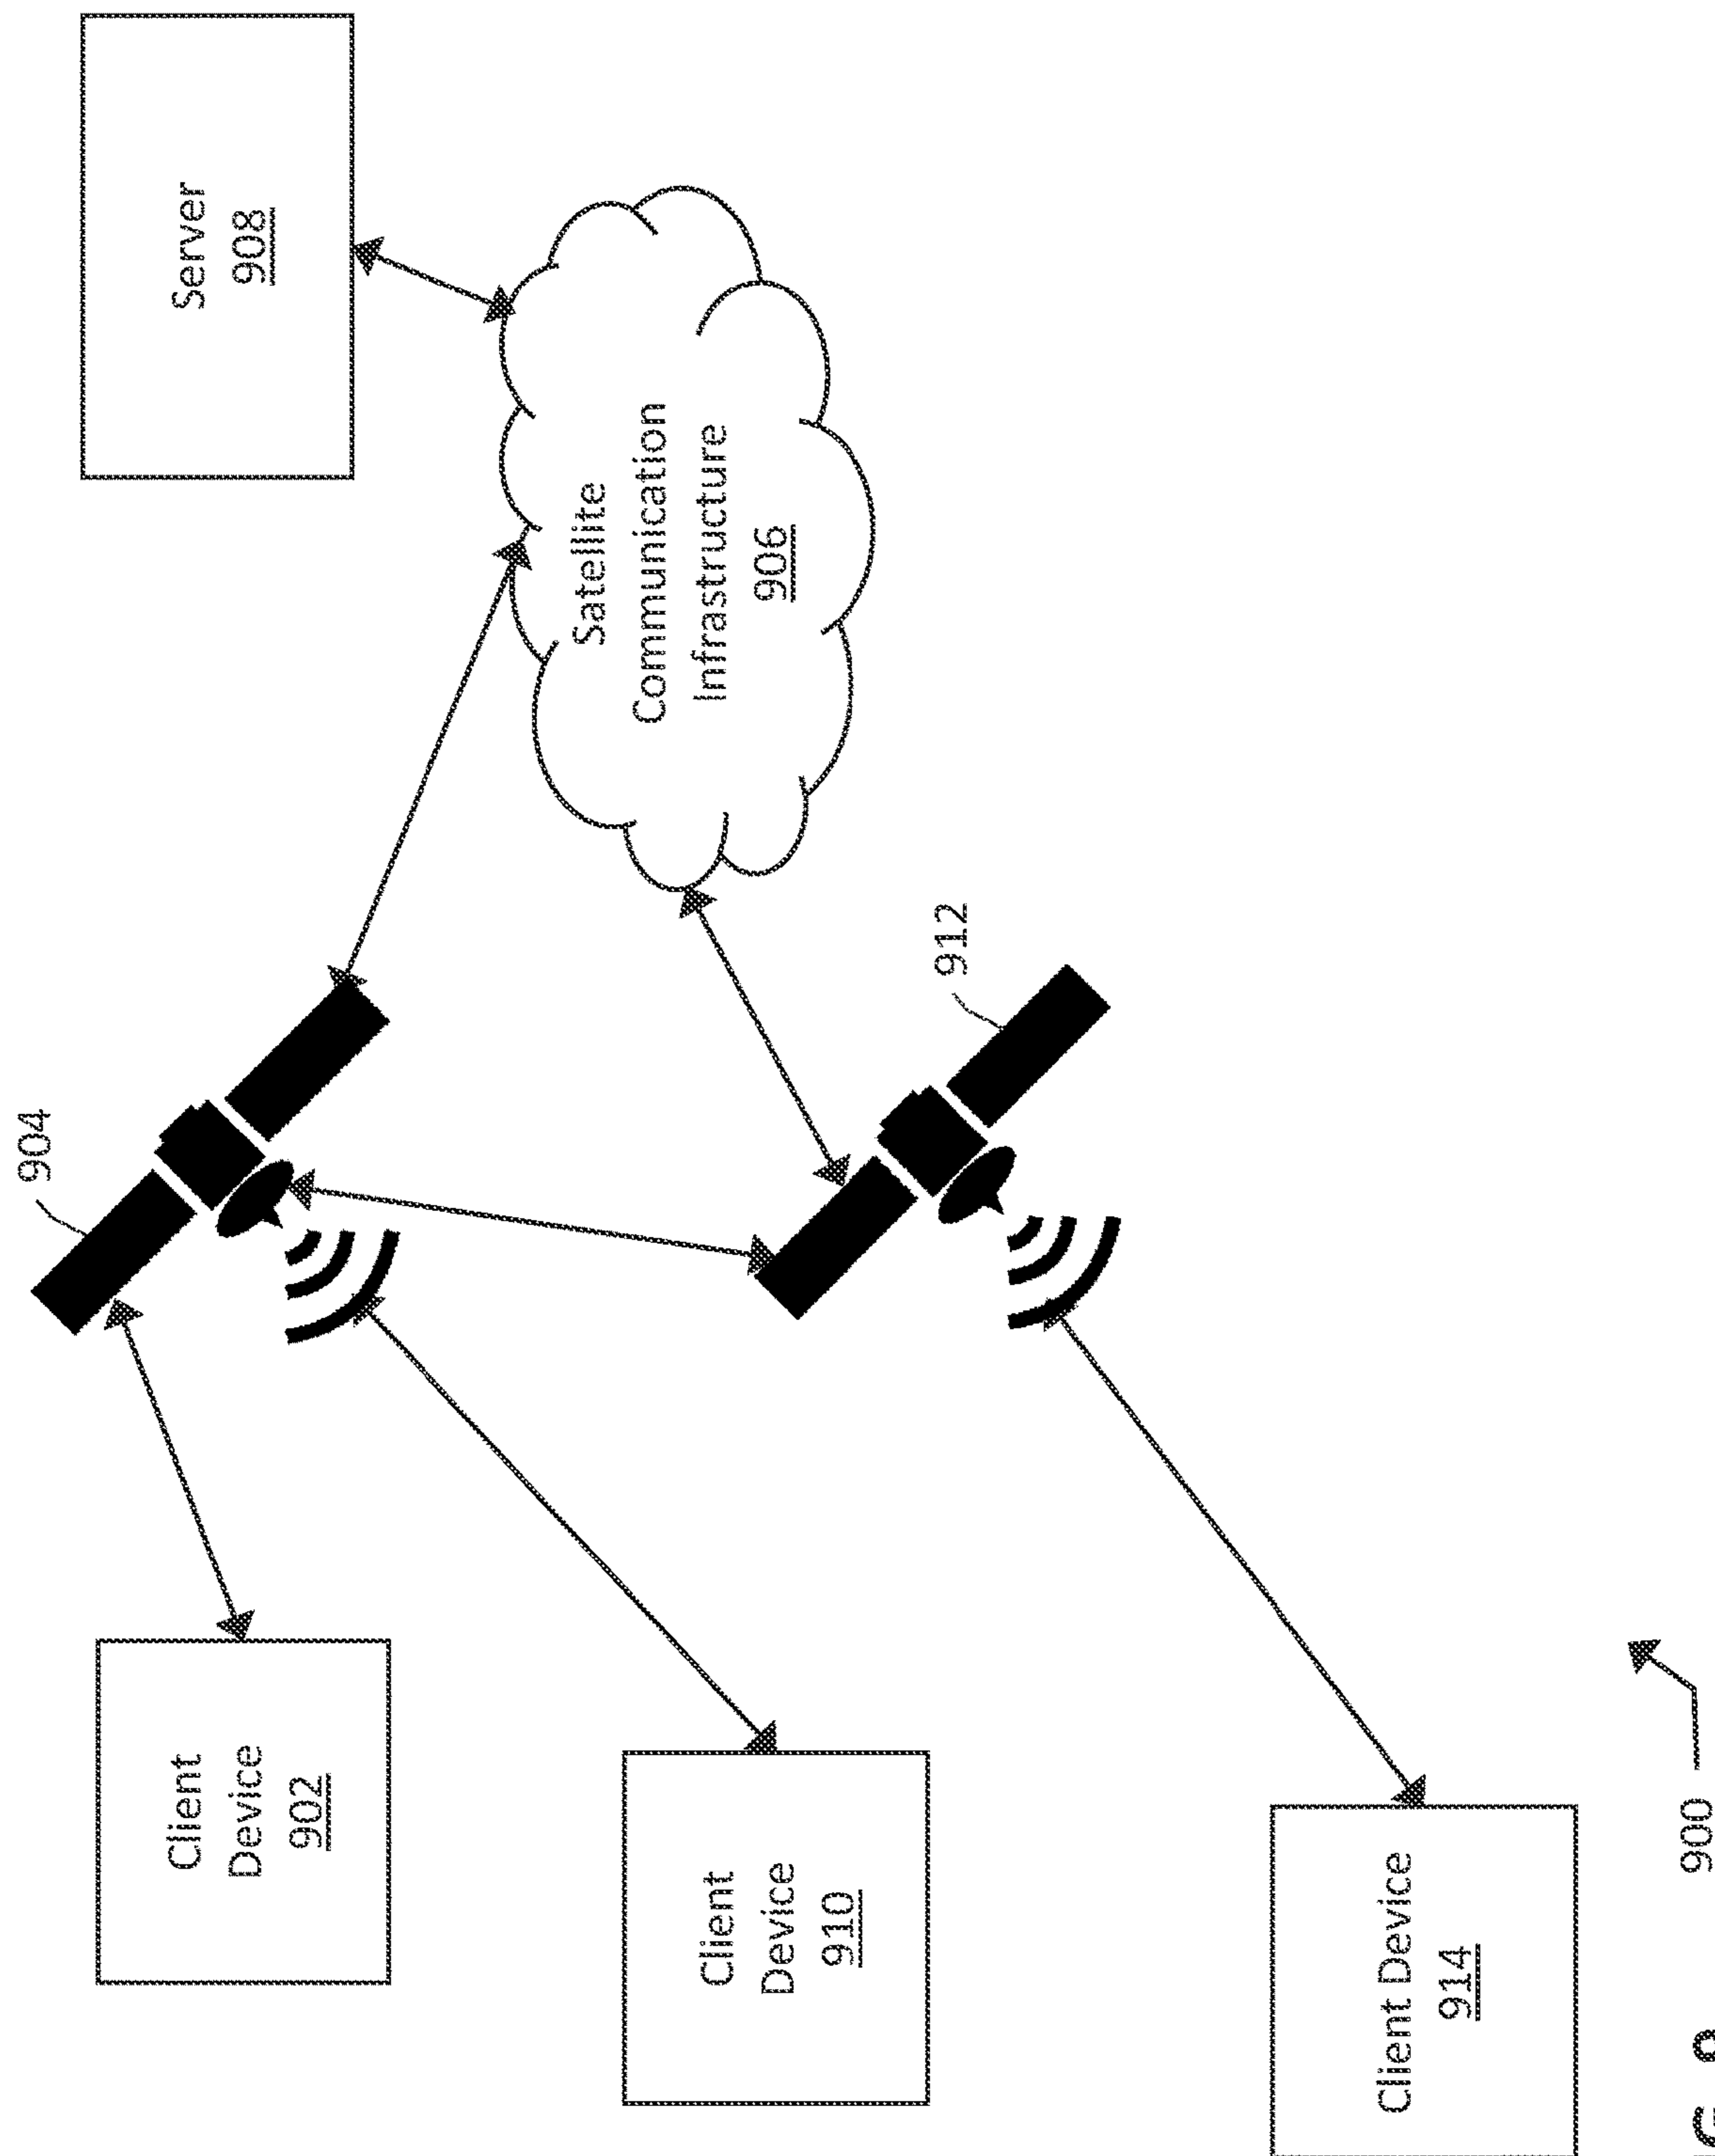 904
Client
Device
902
Server
908
Satellite
Communication
Infrastructure
906
Client
Device
910
912
Client Device
914
900